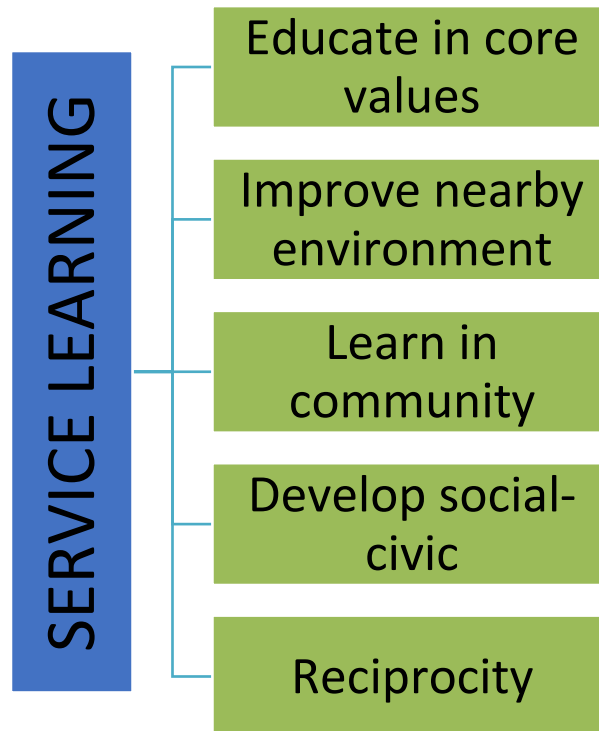 SERVICE LEARNING
Educate in core
values
Improve nearby
environment
Learn in
community
Develop social-
civic
Reciprocity